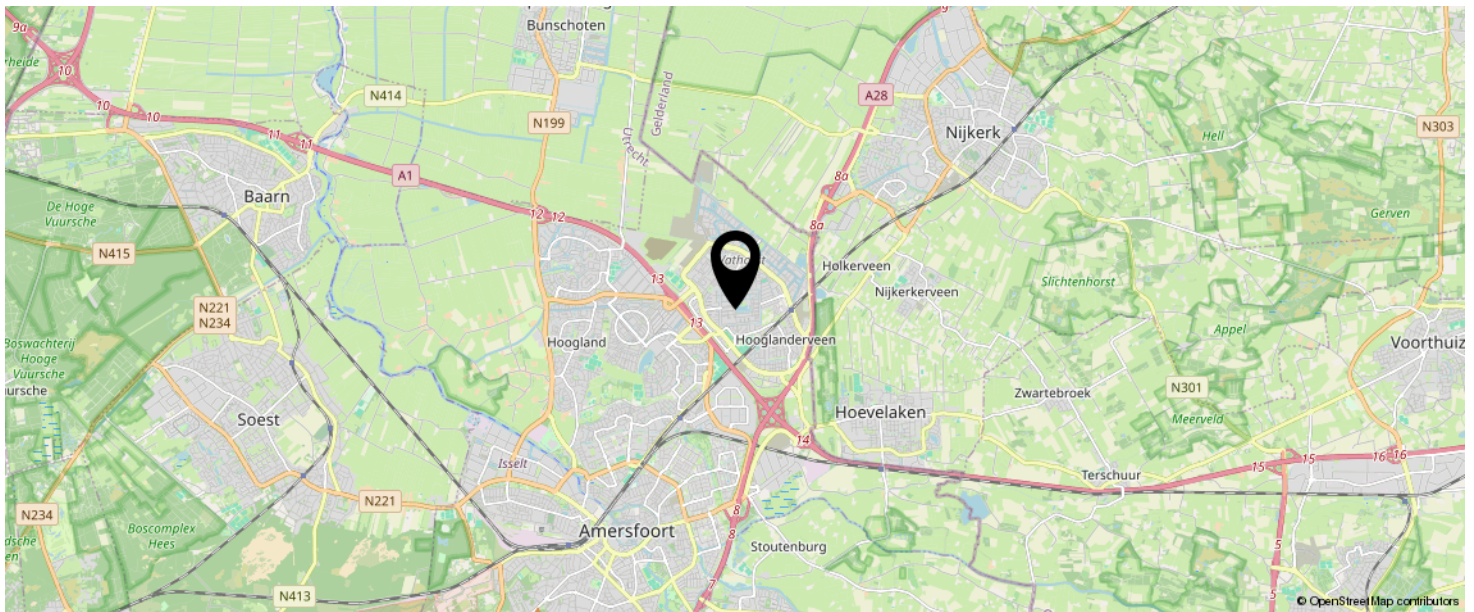 9a
Bunschoten
9
10
N414
A28
10
10
N199
Gelderland
N303
11
11
Utrecht
Nijkerk
Hell
A1
8a
Baarn
De Hoge
Vuursche
12
12
8a
Gerven
N415
13
Holkerveen
Slichtenhorst
Nijkerkerveen
N221
N234
13
Appel
Boswachterij
Hooge
Vuursche
Hoogland
Hooglanderveen
Voorthuiz
N301
Zwartebroek
Soest
Hoevelaken
Meerveld
14
Isselt
15
15
16
16
Terschuur
N221
N234
8
Boscomplex
Hees
Amersfoort
8
Stoutenburg
5
5
7
N413
© OpenStreetMap contributors